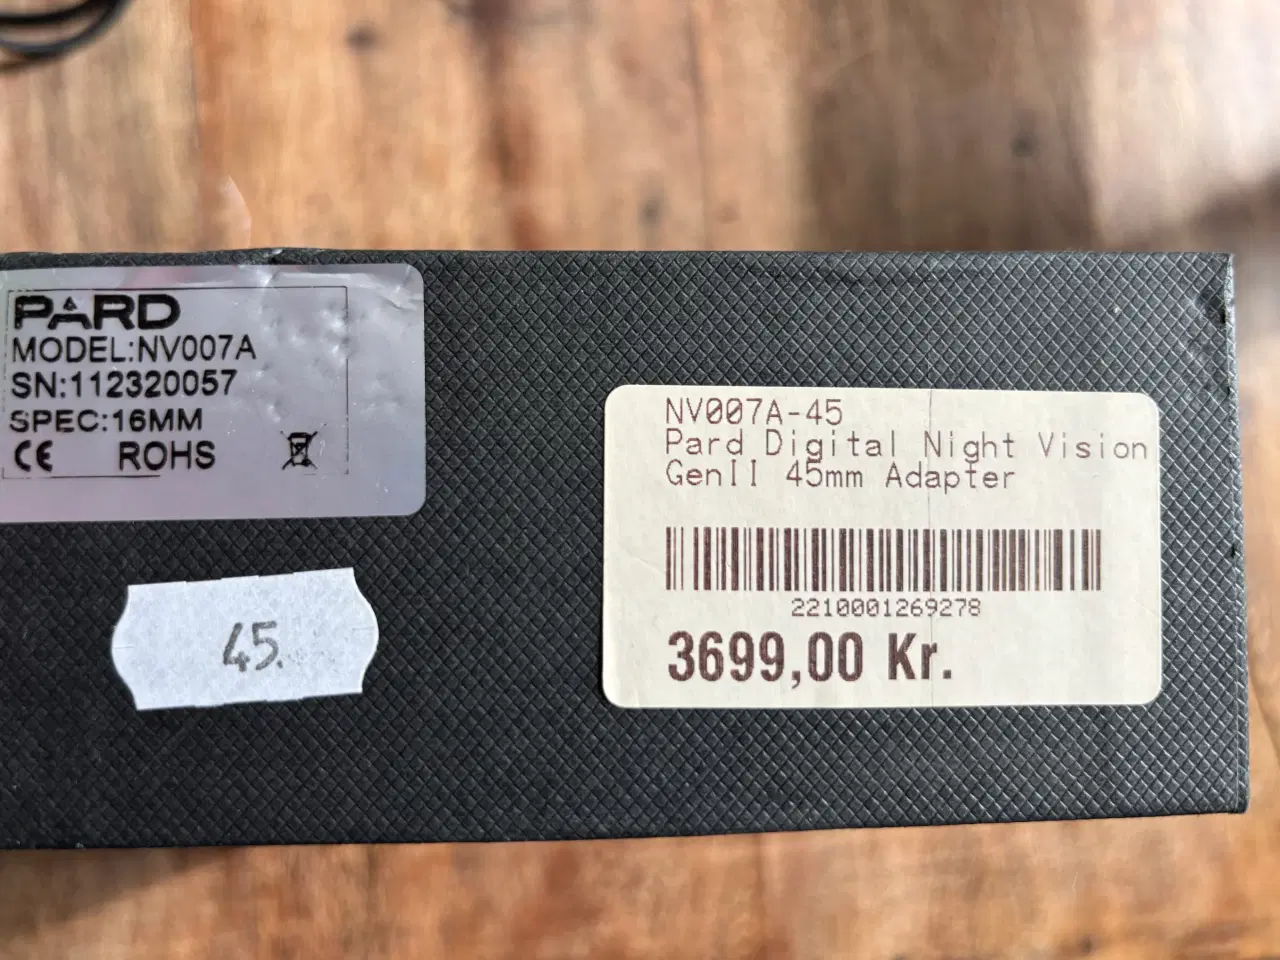 PARD
MODEL:NV007A
SN:112320057
SPEC:16MM
CE ROHS
45.
NV007A-45
Pard Digital Night Vision
GenII 45mm Adapter
2210001269278
3699,00 Kr.